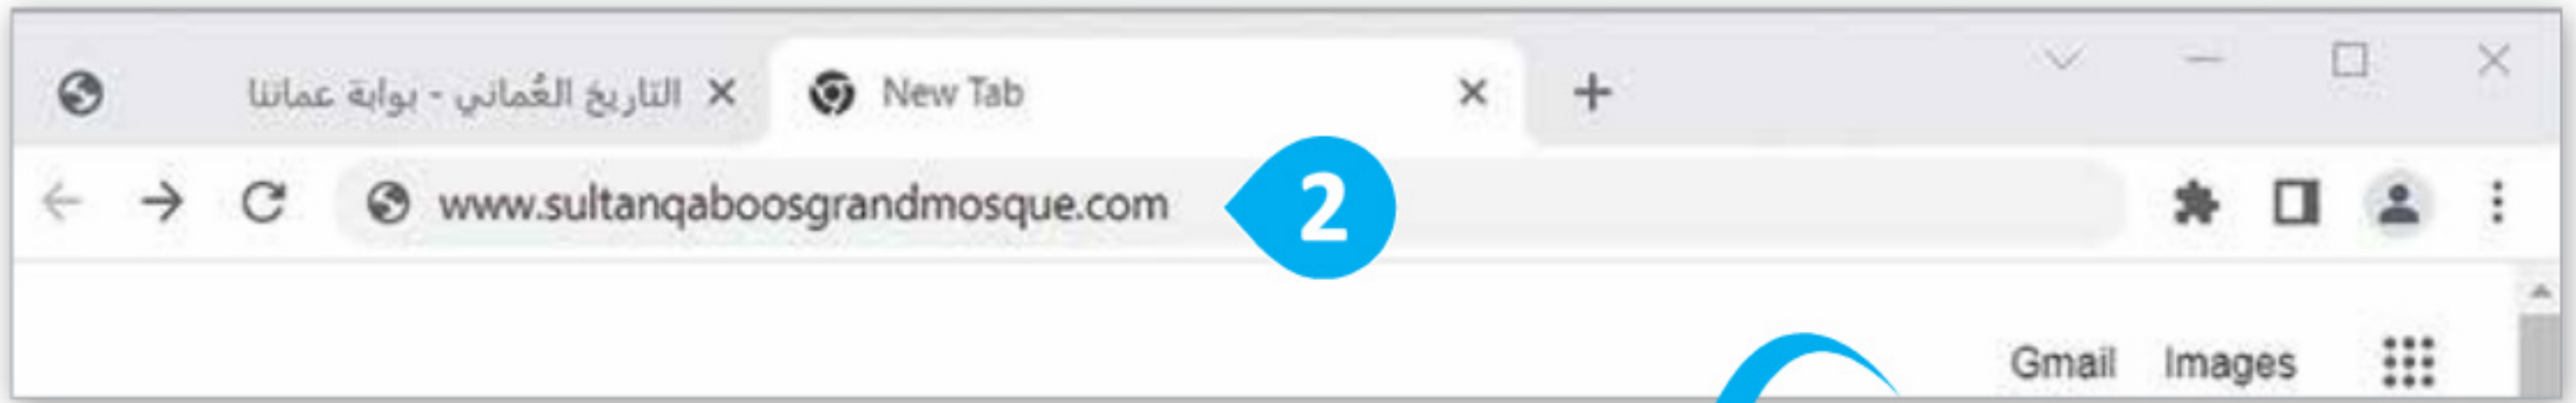 التاريخ العُماني - بوابة عماننا
New Tab
www.sultanqaboosgrandmosque.com
2
Gmail Images